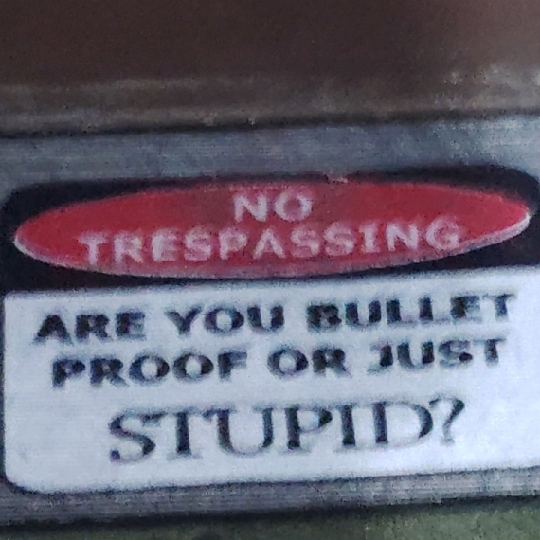 NO
TRESPASSING
ARE YOU BULLET
PROOF OR JUST
STUPID?